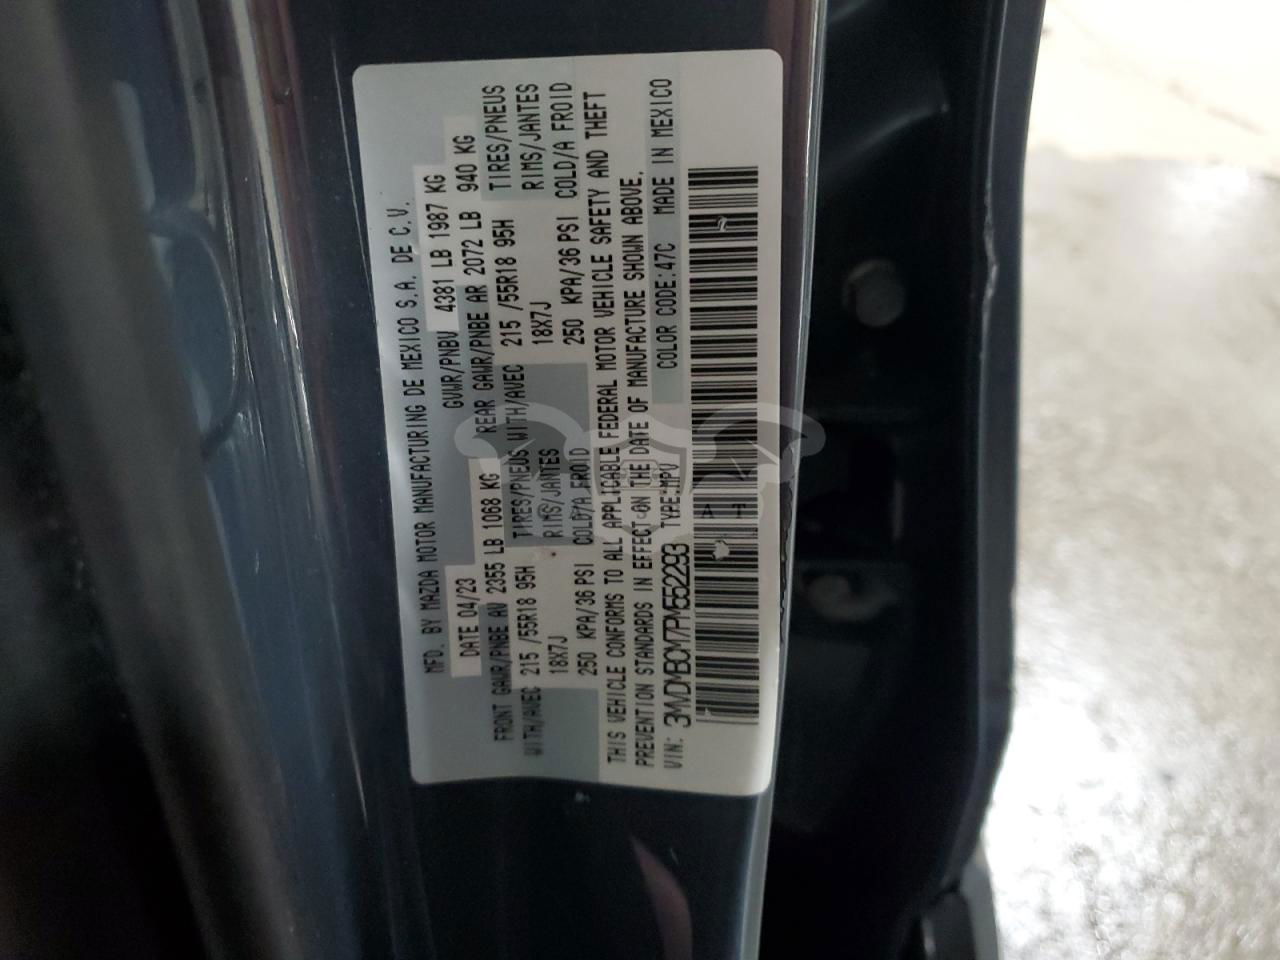 MFD. BY MAZDA MOTOR MANUFACTURING DE MEXICO S.A. DE C.V.
DATE 04/23 GVWR/PNBV 4381 LB 1987 KG
FRONT GAWR/PNBE AV 2355 LB 1068 KG REAR GAWR/PNBE AR 2072 LB 940 KG
WITH/AVEC 215 /55R18 95H TIRES/PNEUS WITH/AVEC 215 /55R18 95H TIRES/PNEUS
18X7J RIMS/JANTES 18X7J RIMS/JANTES
250 KPA/36 PSI COLD/A FROID 250 KPA/36 PSI COLD/A FROID
THIS VEHICLE CONFORMS TO ALL APPLICABLE FEDERAL MOTOR VEHICLE SAFETY AND THEFT
PREVENTION STANDARDS IN EFFECT ON THE DATE OF MANUFACTURE SHOWN ABOVE.
VIN: 3MVDMBCM7PM552293 TYPE:MPV COLOR CODE:47C MADE IN MEXICO